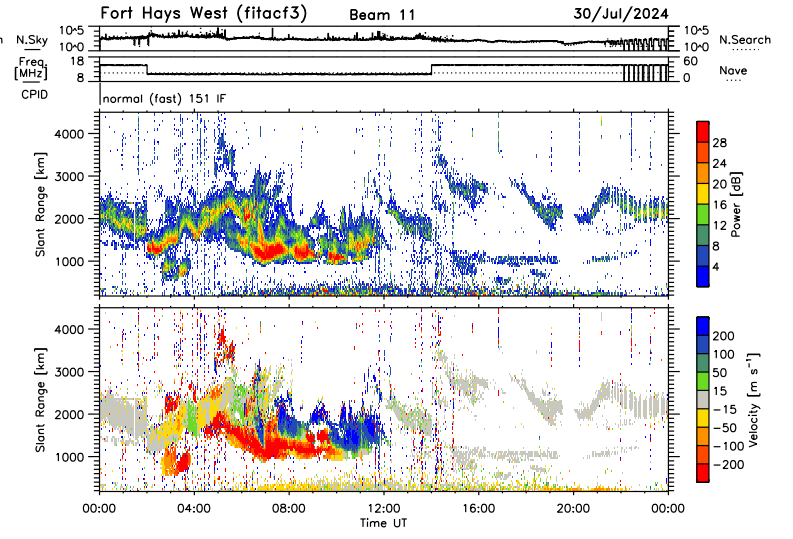 Fort Hays West (fitacf3) Beam 11 30/Jul/2024
N.Sky 10^5 10^0 10^5 10^0 N.Search
Freq. [MHz] 18 8 60 0 Nave
CPID normal (fast) 151 IF
Slant Range [km]
4000
3000
2000
1000
28
24
20
16
12
8
4
Power [dB]
Slant Range [km]
4000
3000
2000
1000
200
100
50
15
−15
−50
−100
−200
Velocity [m s⁻¹]
00:00 04:00 08:00 12:00 16:00 20:00 00:00
Time UT